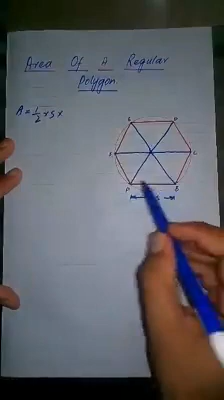 Area Of A Regular
Polygon
A = 1/2 × s ×
E D
F C
A B
s